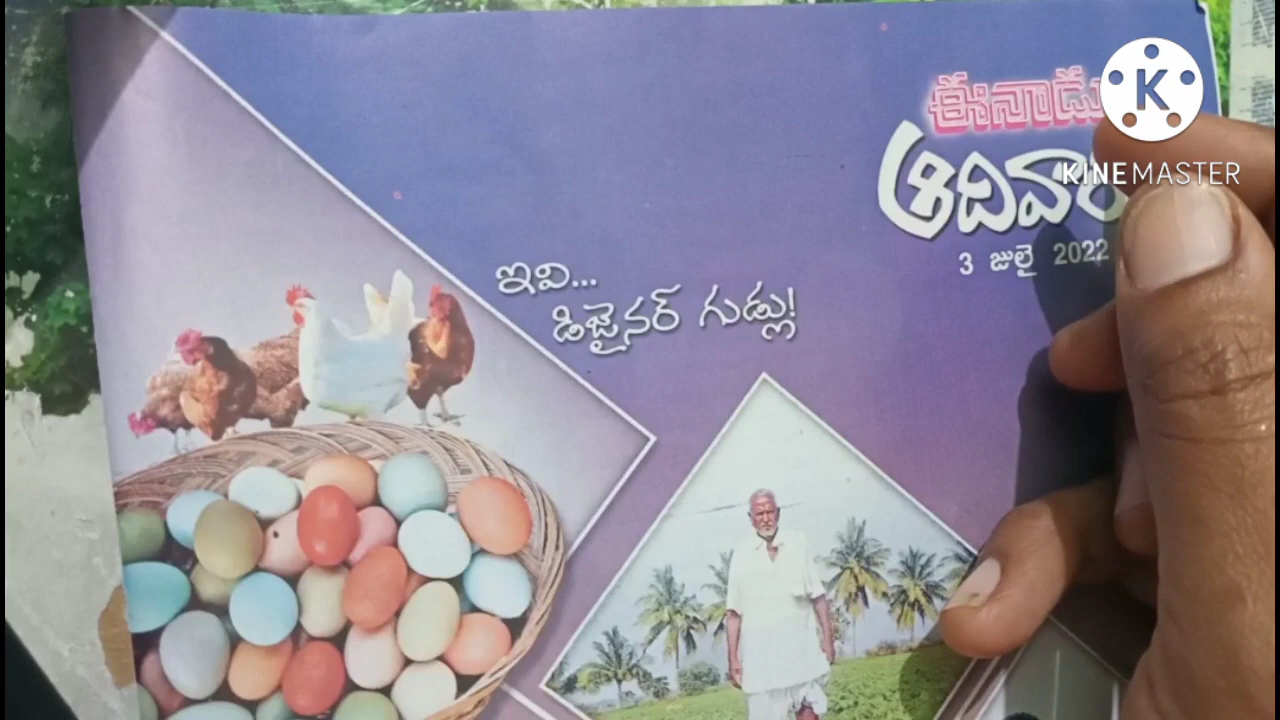 ఈనాడు
ఆదివారం
3 జులై 2022
ఇవి...
డిజైనర్ గుడ్లు!
K
KINEMASTER